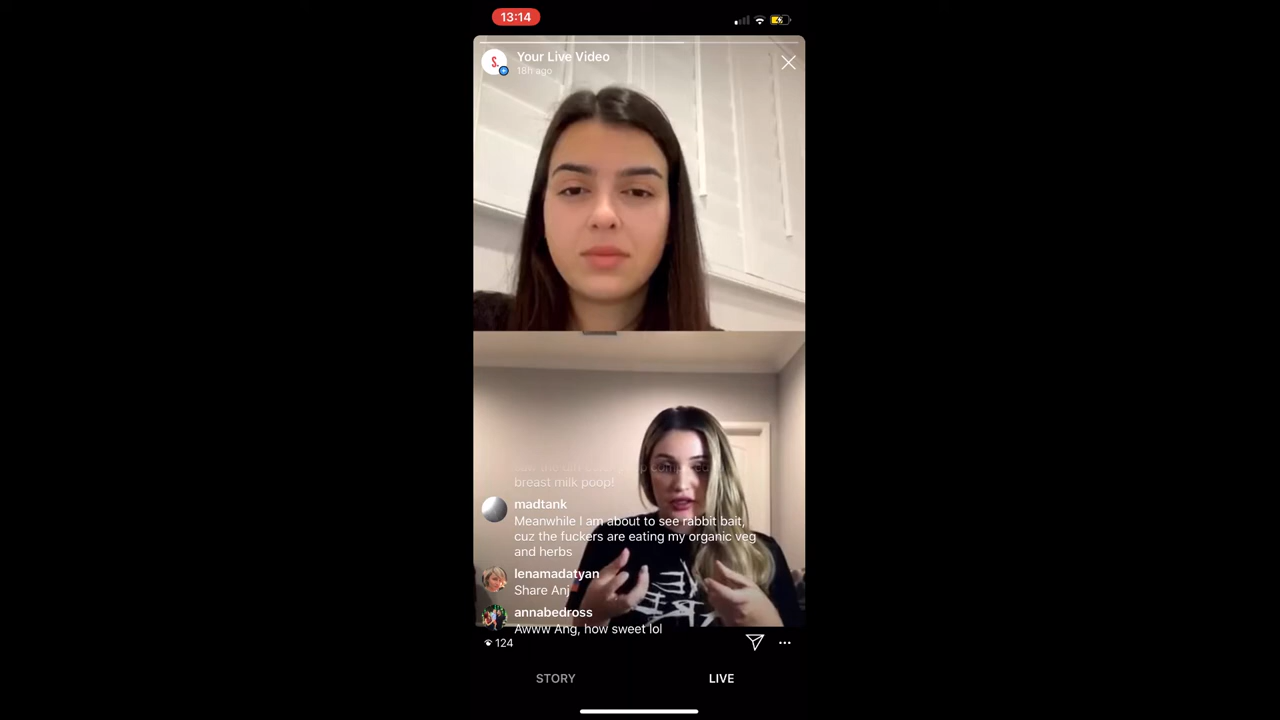 13:14
S.
Your Live Video
18h ago
breast milk poop!
madtank
Meanwhile I am about to see rabbit bait,
cuz the fuckers are eating my organic veg
and herbs
lenamadatyan
Share Anj
annabedross
Awww Ang, how sweet lol
124
STORY
LIVE